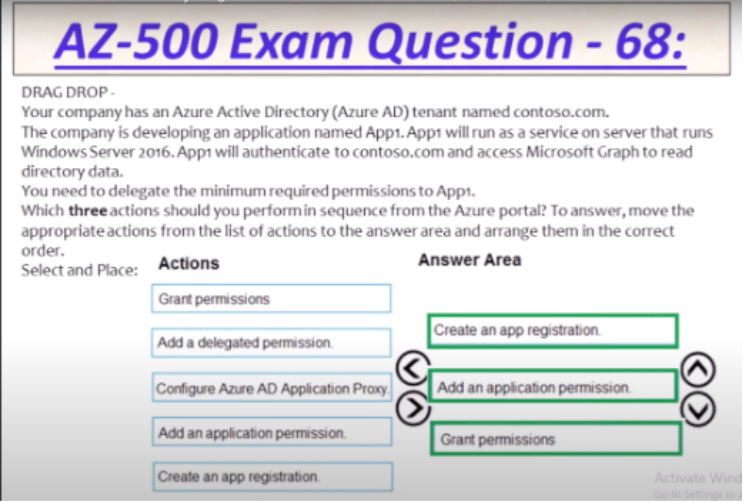 AZ-500 Exam Question - 68:
DRAG DROP -
Your company has an Azure Active Directory (Azure AD) tenant named contoso.com.
The company is developing an application named App1. App1 will run as a service on server that runs
Windows Server 2016. App1 will authenticate to contoso.com and access Microsoft Graph to read
directory data.
You need to delegate the minimum required permissions to App1.
Which three actions should you perform in sequence from the Azure portal? To answer, move the
appropriate actions from the list of actions to the answer area and arrange them in the correct
order.
Select and Place:
Actions
Grant permissions
Add a delegated permission.
Configure Azure AD Application Proxy.
Add an application permission.
Create an app registration.
Answer Area
Create an app registration.
Add an application permission.
Grant permissions
Activate Wind
Go to Settings to